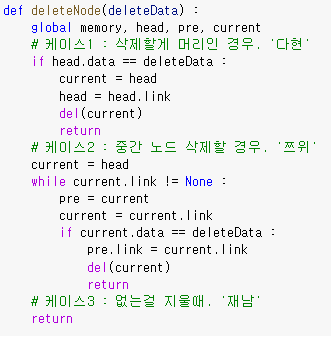 def deleteNode(deleteData) :
    global memory, head, pre, current
    # 케이스1 : 삭제할게 머리인 경우. '다현'
    if head.data == deleteData :
        current = head
        head = head.link
        del(current)
        return
    # 케이스2 : 중간 노드 삭제할 경우. '쯔위'
    current = head
    while current.link != None :
        pre = current
        current = current.link
        if current.data == deleteData :
            pre.link = current.link
            del(current)
            return
    # 케이스3 : 없는걸 지울때. '재남'
    return